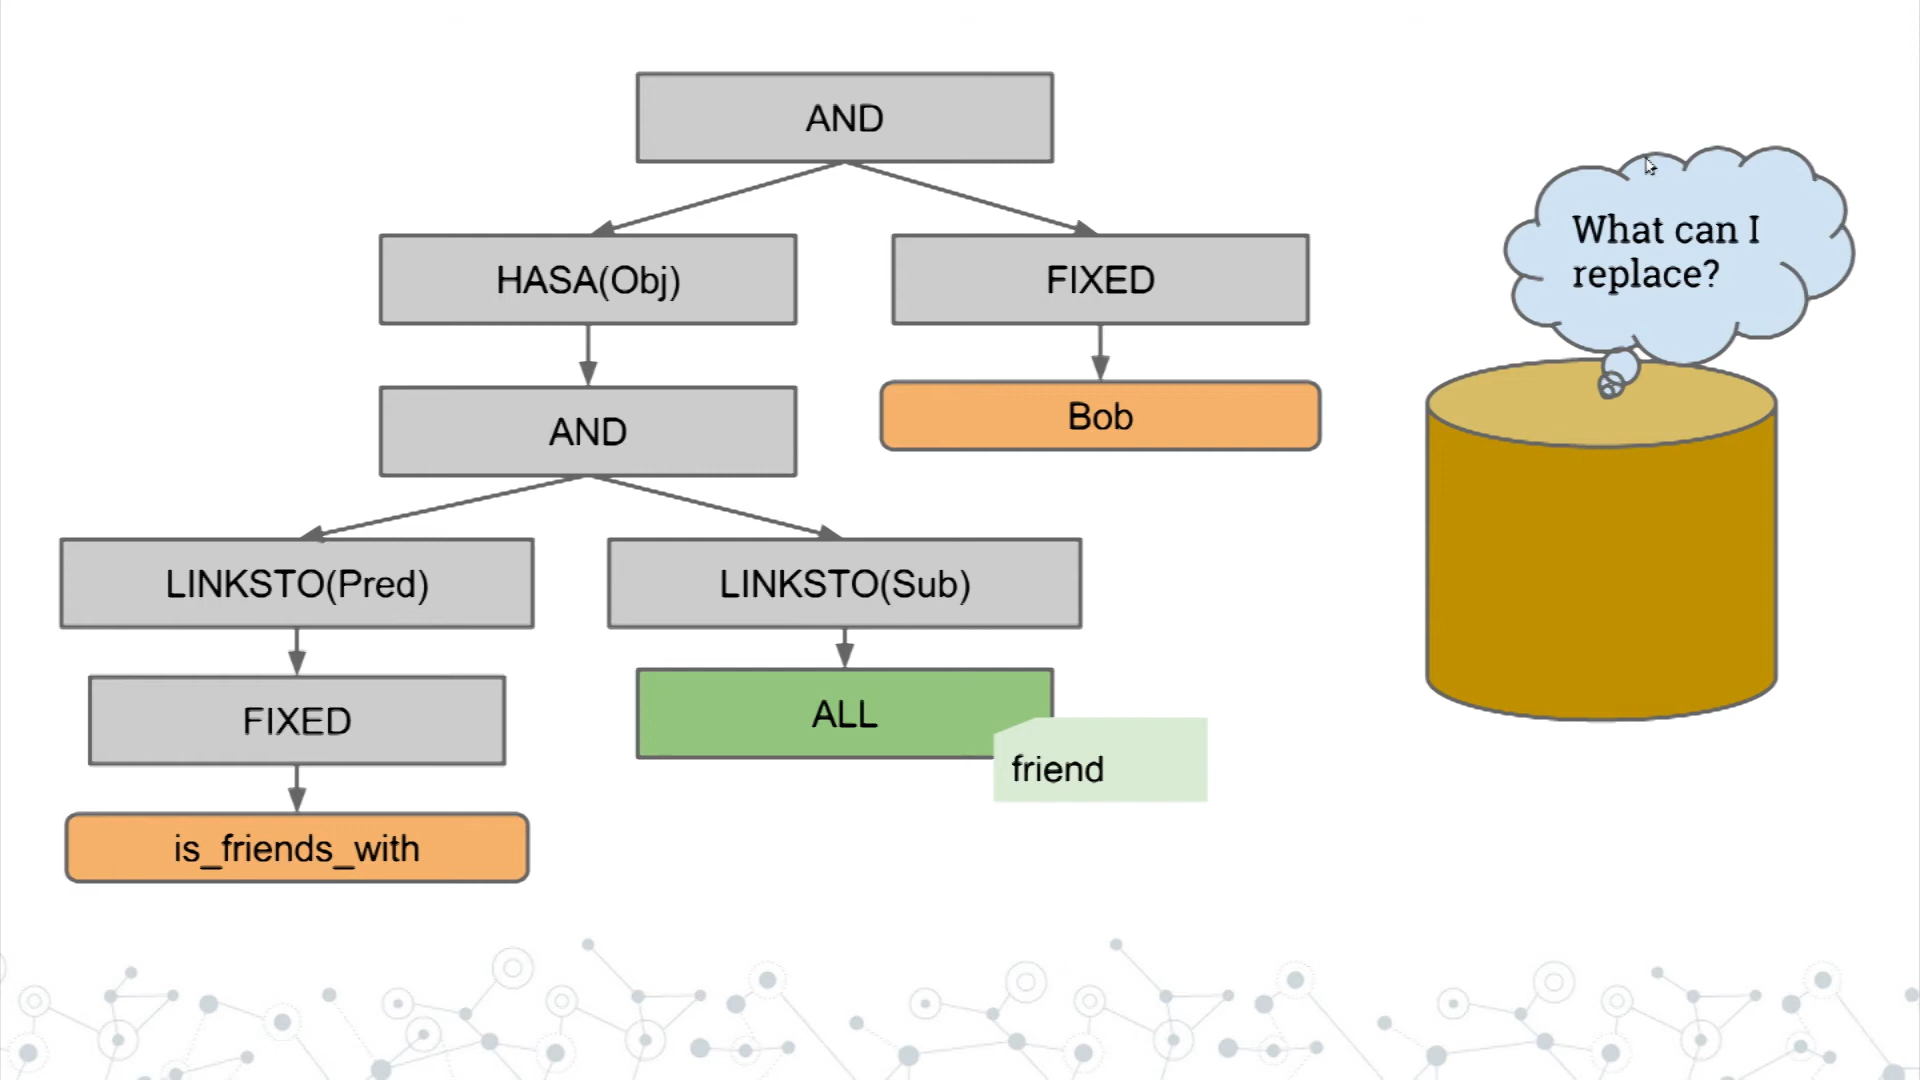 AND
HASA(Obj)
FIXED
What can I
replace?
AND
Bob
LINKSTO(Pred)
LINKSTO(Sub)
FIXED
ALL
friend
is_friends_with